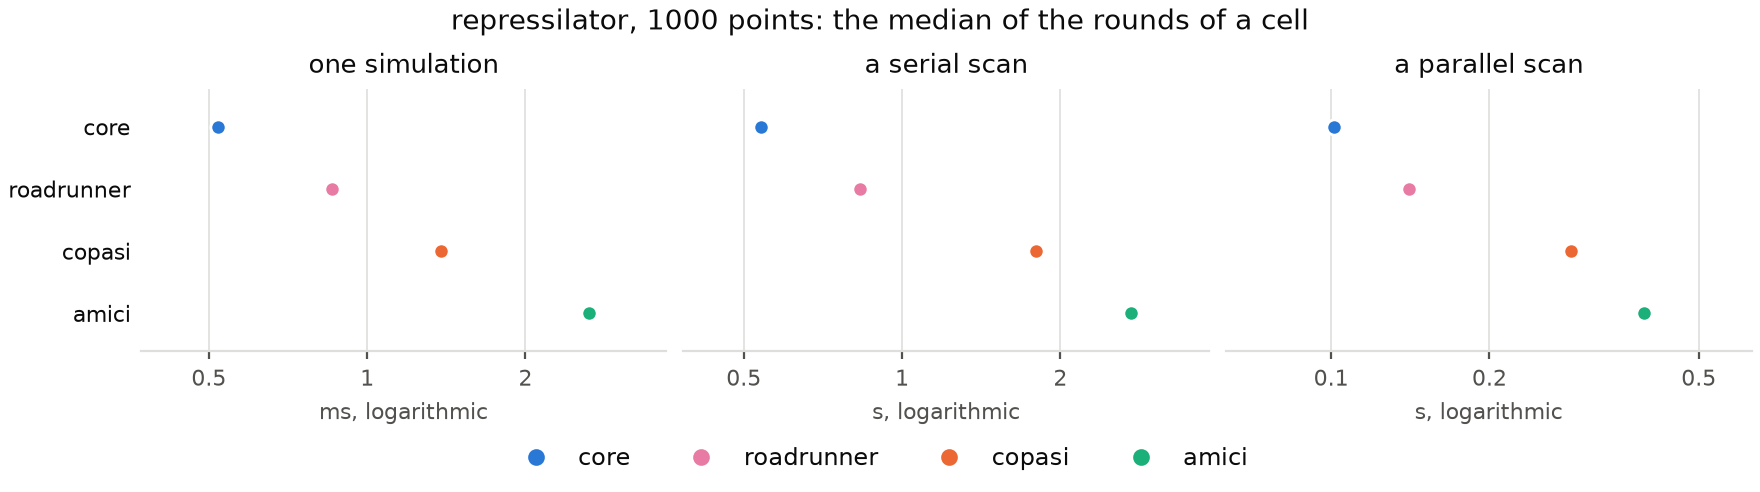 repressilator, 1000 points: the median of the rounds of a cell
one simulation
a serial scan
a parallel scan
core
roadrunner
copasi
amici
0.5 1 2
0.5 1 2
0.1 0.2 0.5
ms, logarithmic
s, logarithmic
s, logarithmic
core roadrunner copasi amici